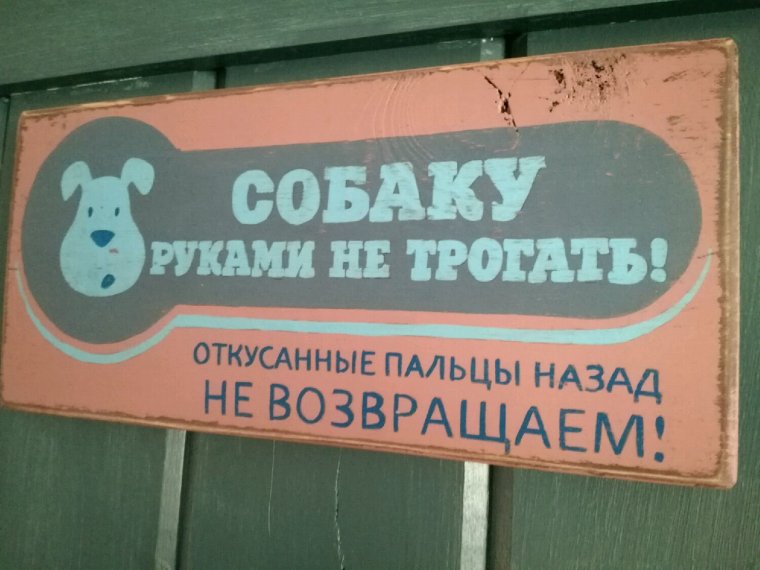 СОБАКУ
РУКАМИ НЕ ТРОГАТЬ!
ОТКУСАННЫЕ ПАЛЬЦЫ НАЗАД
НЕ ВОЗВРАЩАЕМ!